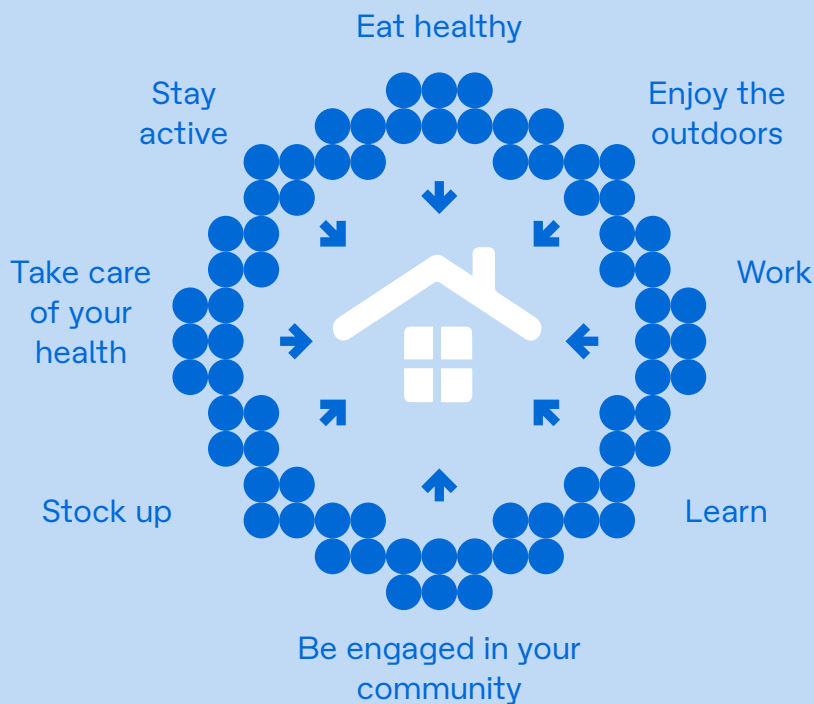 Eat healthy
Stay
active
Enjoy the
outdoors
Take care
of your
health
Work
Stock up
Learn
Be engaged in your
community